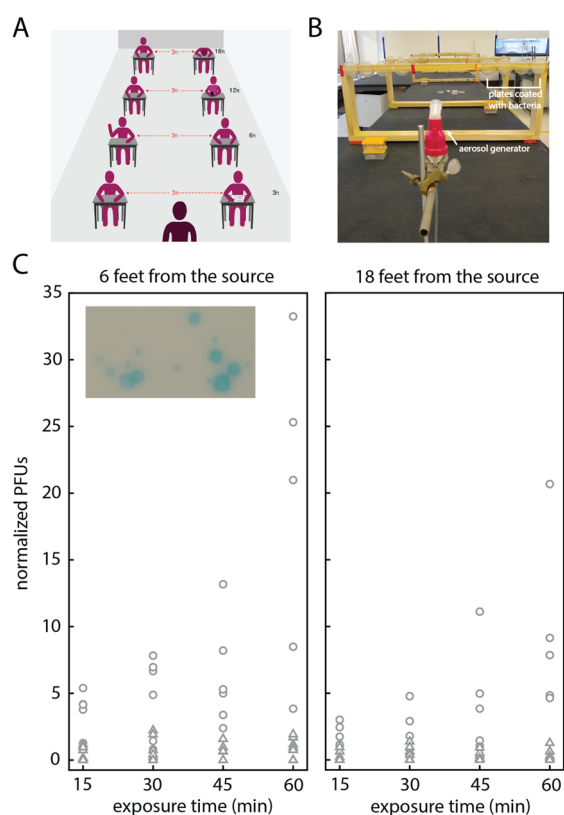 A
3ft
18ft
3ft
12ft
3ft
6ft
3ft
3ft
B
plates coated
with bacteria
aerosol generator
C
6 feet from the source
18 feet from the source
normalized PFUs
35
30
25
20
15
10
5
0
15 30 45 60
15 30 45 60
exposure time (min)
exposure time (min)